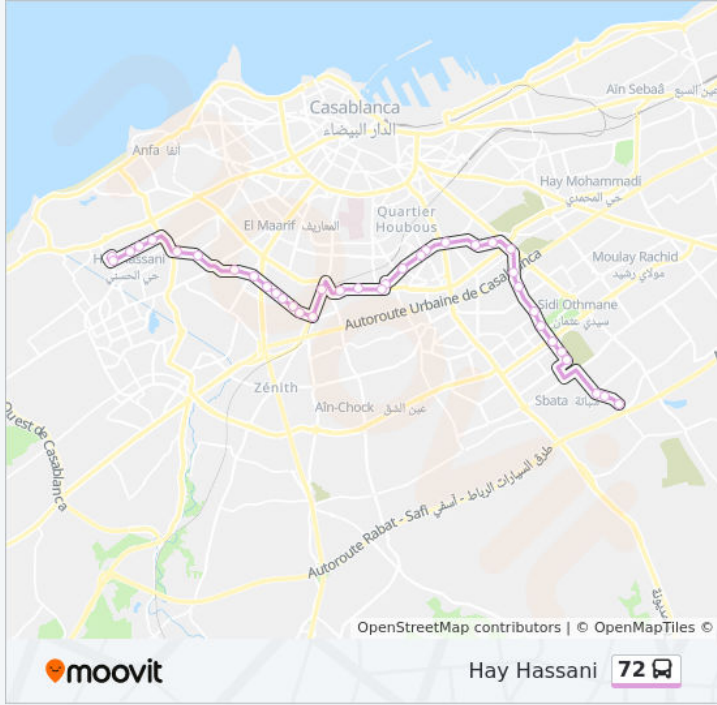 Casablanca
الدار البيضاء
Aïn Sebaâ عين السبع
Anfa أنفا
Hay Mohammadi
حي المحمدي
El Maarif المعاريف
Quartier
Houbous
Hay Hassani
حي الحسني
Moulay Rachid
مولاي رشيد
Autoroute Urbaine de Casablanca
Sidi Othmane
سيدي عثمان
Zénith
Aïn-Chock عين الشق
Sbata سباتة
Ouest de Casablanca
Autoroute Rabat - Safi طريق السيارات الرباط - آسفي
مديونة
OpenStreetMap contributors | © OpenMapTiles ©
moovit
Hay Hassani 72